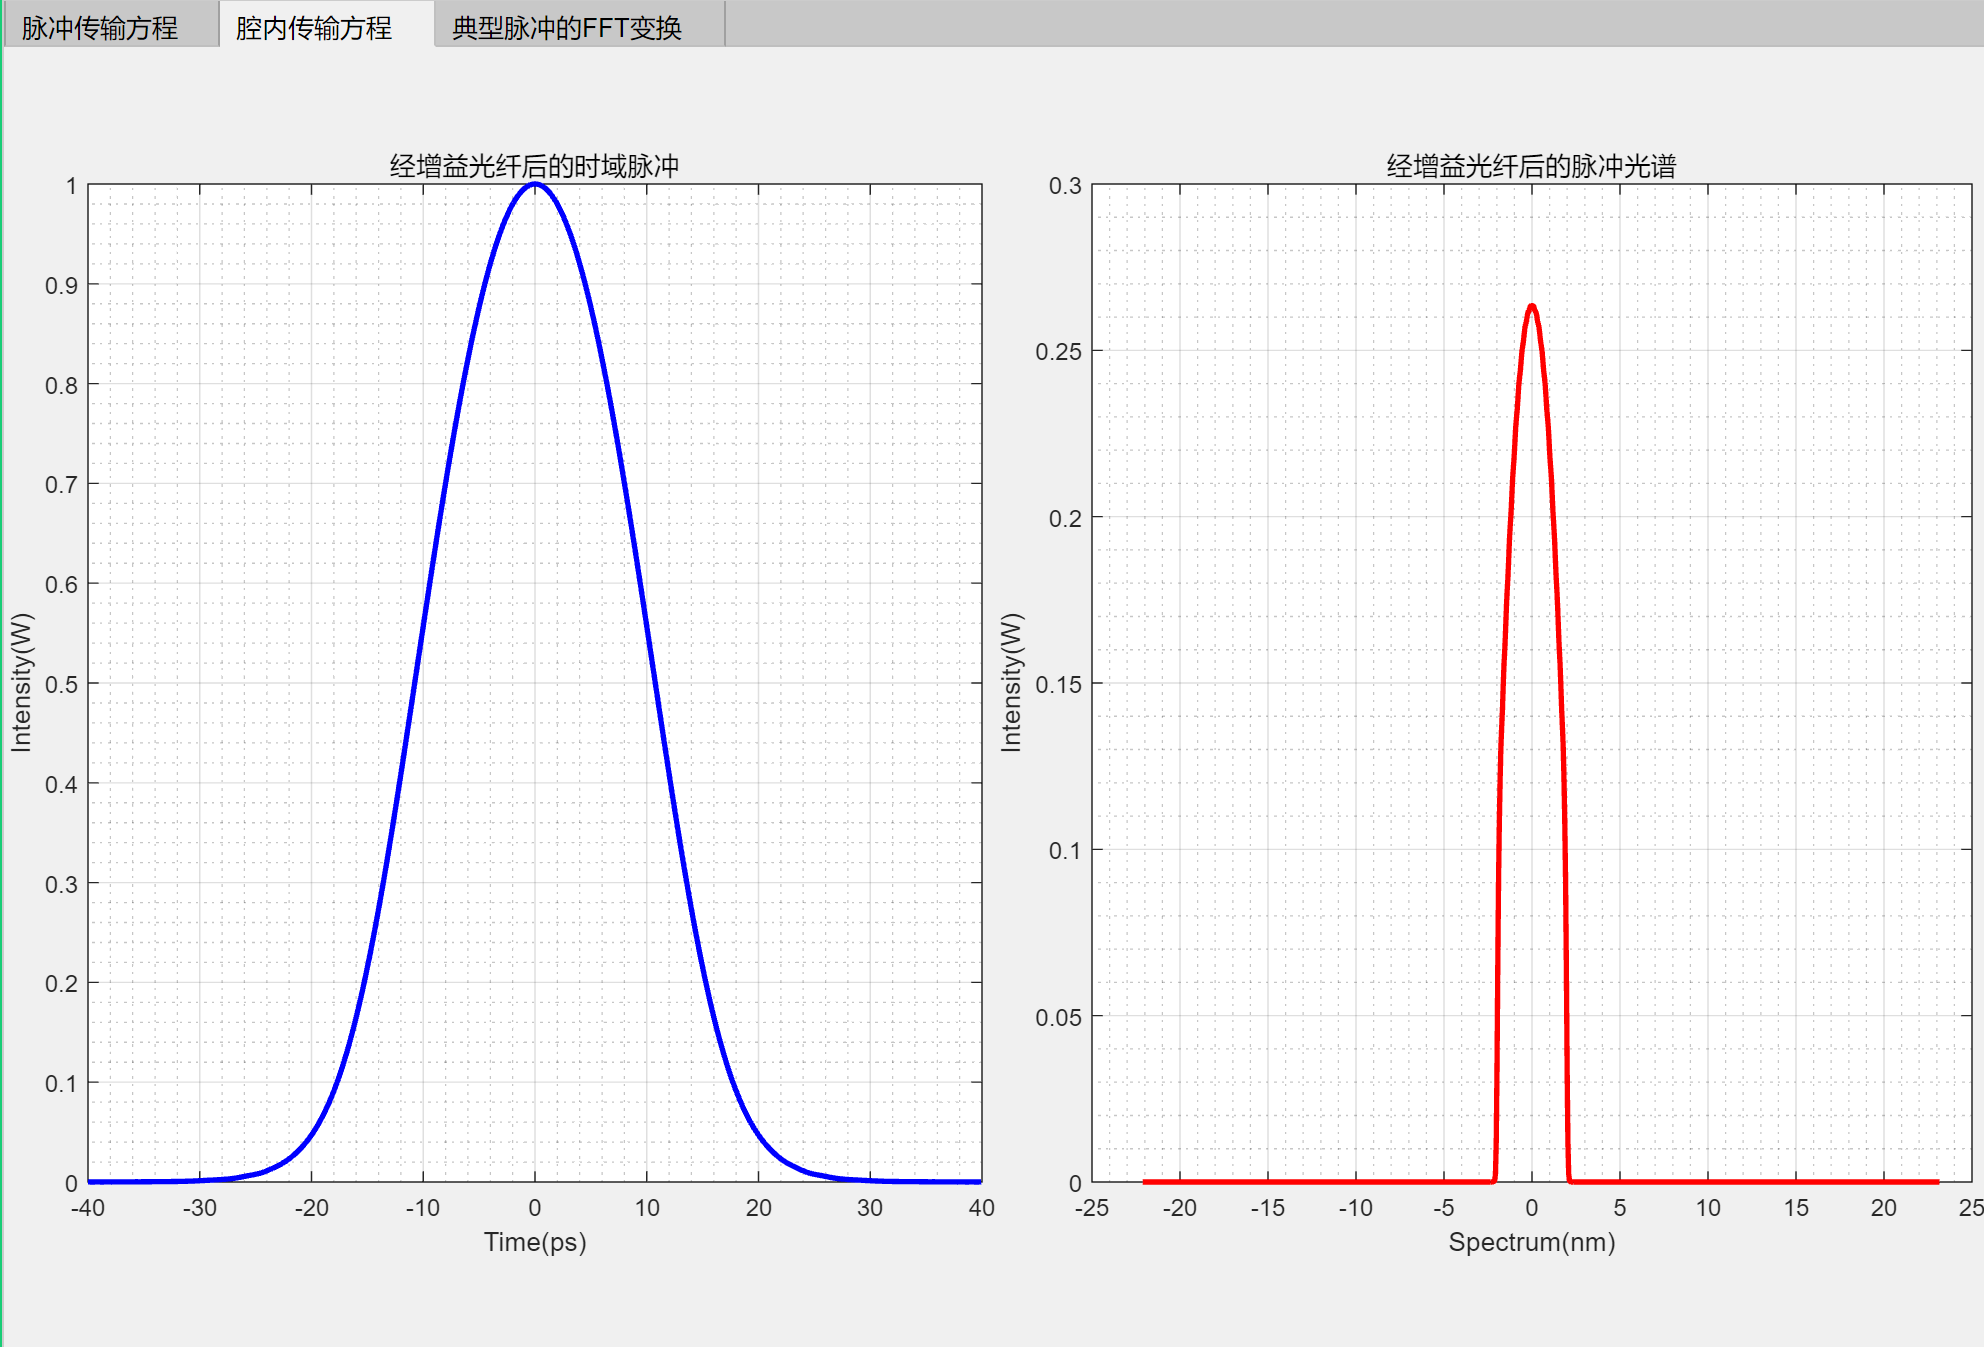 脉冲传输方程 腔内传输方程 典型脉冲的FFT变换
经增益光纤后的时域脉冲
1
0.9
0.8
0.7
0.6
0.5
0.4
0.3
0.2
0.1
0
Intensity(W)
-40 -30 -20 -10 0 10 20 30 40
Time(ps)
经增益光纤后的脉冲光谱
0.3
0.25
0.2
0.15
0.1
0.05
0
Intensity(W)
-25 -20 -15 -10 -5 0 5 10 15 20 25
Spectrum(nm)